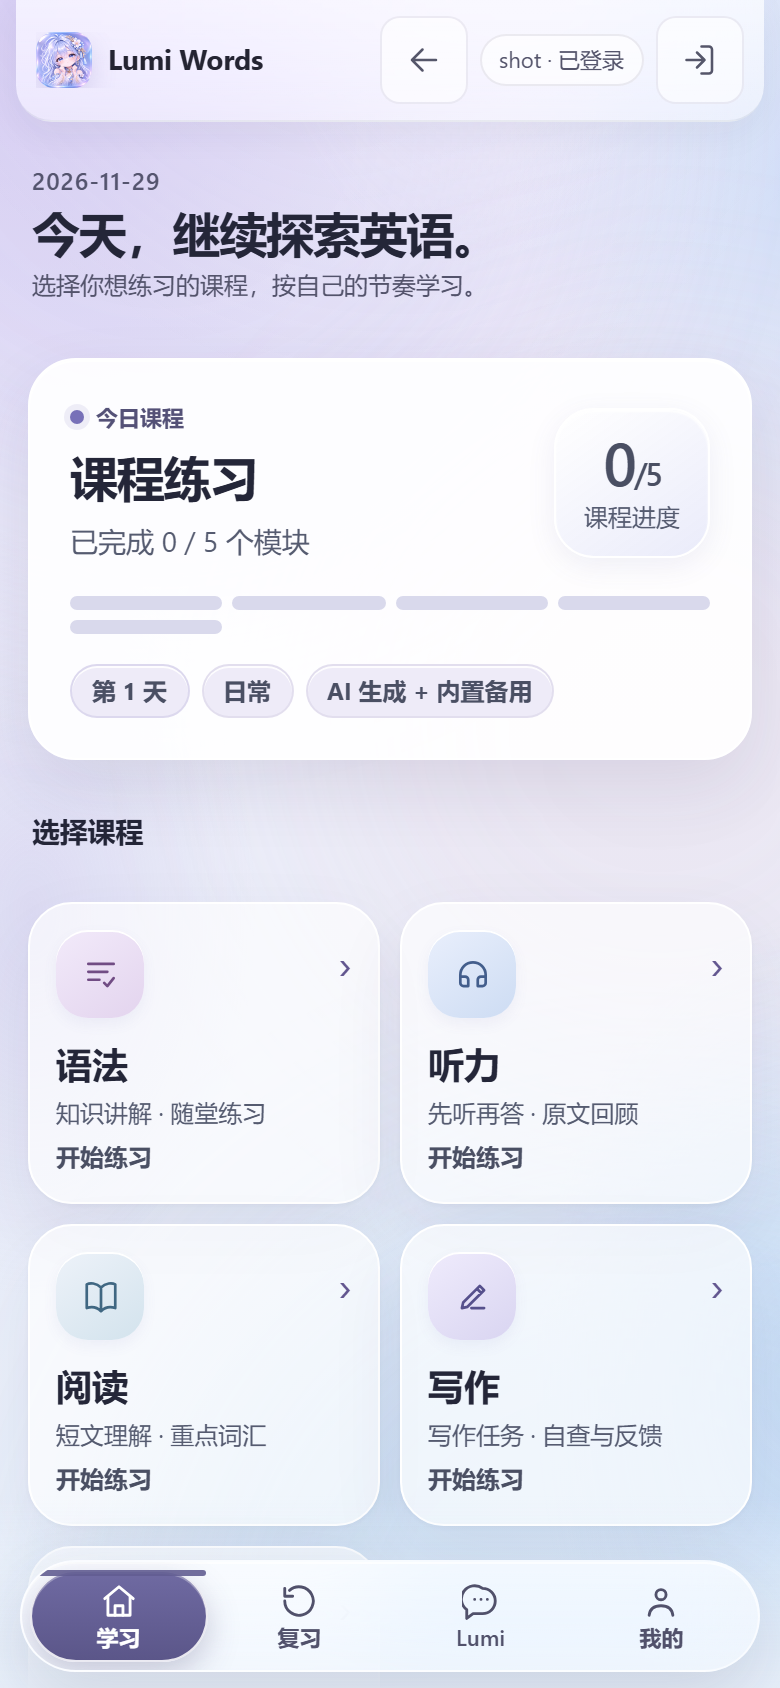 Lumi Words
shot · 已登录
2026-11-29
今天，继续探索英语。
选择你想练习的课程，按自己的节奏学习。
今日课程
课程练习
已完成 0 / 5 个模块
0/5
课程进度
第 1 天
日常
AI 生成 + 内置备用
选择课程
语法
知识讲解 · 随堂练习
开始练习
听力
先听再答 · 原文回顾
开始练习
阅读
短文理解 · 重点词汇
开始练习
写作
写作任务 · 自查与反馈
开始练习
学习
复习
Lumi
我的